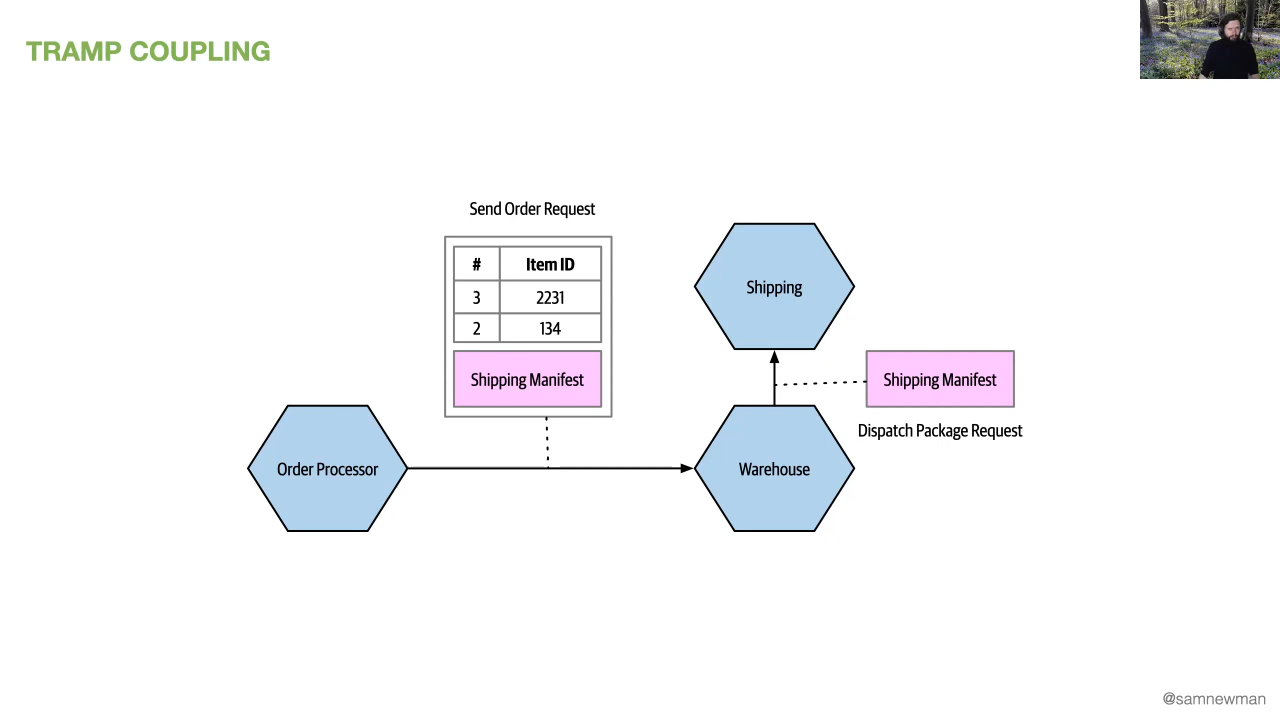 TRAMP COUPLING
Send Order Request
# Item ID
3 2231
2 134
Shipping Manifest
Shipping
Shipping Manifest
Dispatch Package Request
Order Processor
Warehouse
@samnewman